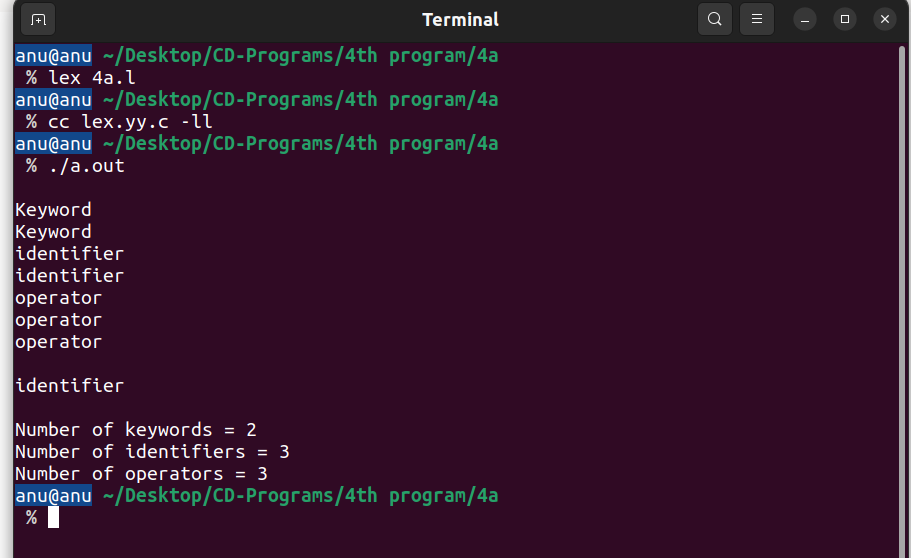 Terminal
anu@anu ~/Desktop/CD-Programs/4th program/4a
% lex 4a.l
anu@anu ~/Desktop/CD-Programs/4th program/4a
% cc lex.yy.c -ll
anu@anu ~/Desktop/CD-Programs/4th program/4a
% ./a.out
Keyword
Keyword
identifier
identifier
operator
operator
operator
identifier
Number of keywords = 2
Number of identifiers = 3
Number of operators = 3
anu@anu ~/Desktop/CD-Programs/4th program/4a
%